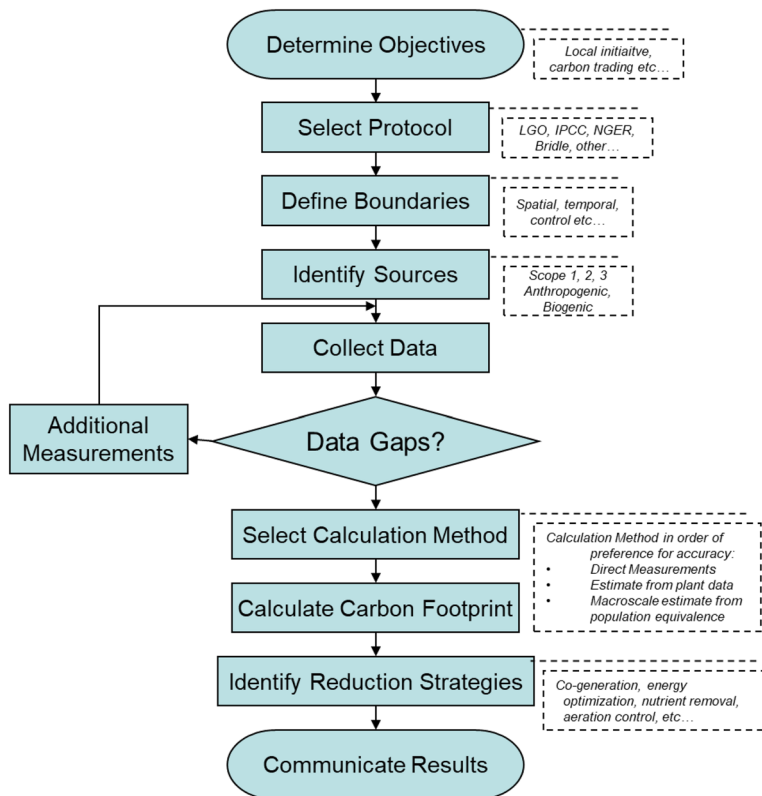 Determine Objectives
Local initiaitve,
carbon trading etc…
Select Protocol
LGO, IPCC, NGER,
Bridle, other…
Define Boundaries
Spatial, temporal,
control etc…
Identify Sources
Scope 1, 2, 3
Anthropogenic,
Biogenic
Collect Data
Additional
Measurements
Data Gaps?
Select Calculation Method
Calculation Method in order of
preference for accuracy:
• Direct Measurements
• Estimate from plant data
• Macroscale estimate from
population equivalence
Calculate Carbon Footprint
Identify Reduction Strategies
Co-generation, energy
optimization, nutrient removal,
aeration control, etc…
Communicate Results